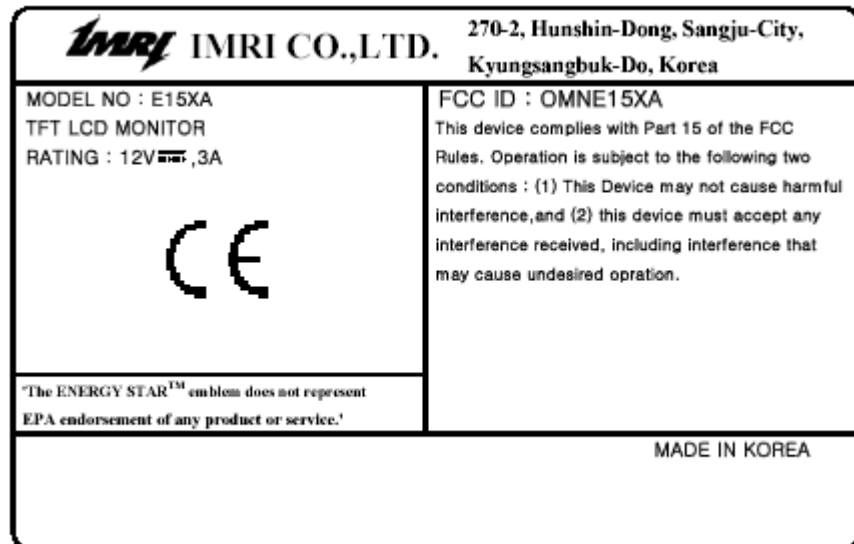 IMRI IMRI CO.,LTD.
270-2, Hunshin-Dong, Sangju-City,
Kyungsangbuk-Do, Korea
MODEL NO : E15XA
TFT LCD MONITOR
RATING : 12V⎓,3A
CE
'The ENERGY STAR™ emblem does not represent
EPA endorsement of any product or service.'
FCC ID : OMNE15XA
This device complies with Part 15 of the FCC
Rules. Operation is subject to the following two
conditions : (1) This Device may not cause harmful
interference,and (2) this device must accept any
interference received, including interference that
may cause undesired opration.
MADE IN KOREA